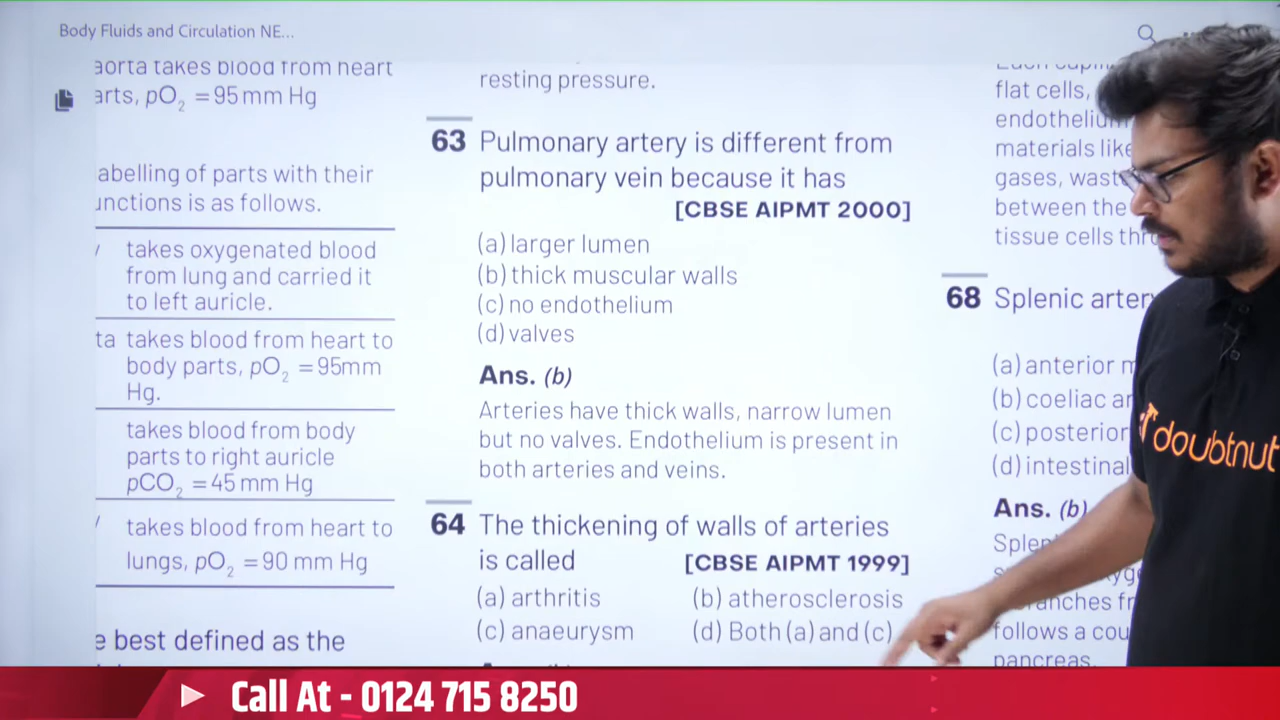 Body Fluids and Circulation NE...
aorta takes blood from heart
arts, pO₂ = 95 mm Hg
abelling of parts with their
unctions is as follows.
takes oxygenated blood
from lung and carried it
to left auricle.
ta takes blood from heart to
body parts, pO₂ = 95mm
Hg.
takes blood from body
parts to right auricle
pCO₂ = 45 mm Hg
takes blood from heart to
lungs, pO₂ = 90 mm Hg
e best defined as the
resting pressure.
63 Pulmonary artery is different from
pulmonary vein because it has
[CBSE AIPMT 2000]
(a) larger lumen
(b) thick muscular walls
(c) no endothelium
(d) valves
Ans. (b)
Arteries have thick walls, narrow lumen
but no valves. Endothelium is present in
both arteries and veins.
64 The thickening of walls of arteries
is called [CBSE AIPMT 1999]
(a) arthritis (b) atherosclerosis
(c) anaeurysm (d) Both (a) and (c)
flat cells,
endothelium
materials like
gases, wast
between the
tissue cells thro
68 Splenic artery
(a) anterior m
(b) coeliac ar
(c) posterior
(d) intestinal
Ans. (b)
Splen
ranches fr
follows a cou
pancreas.
doubtnut
Call At - 0124 715 8250